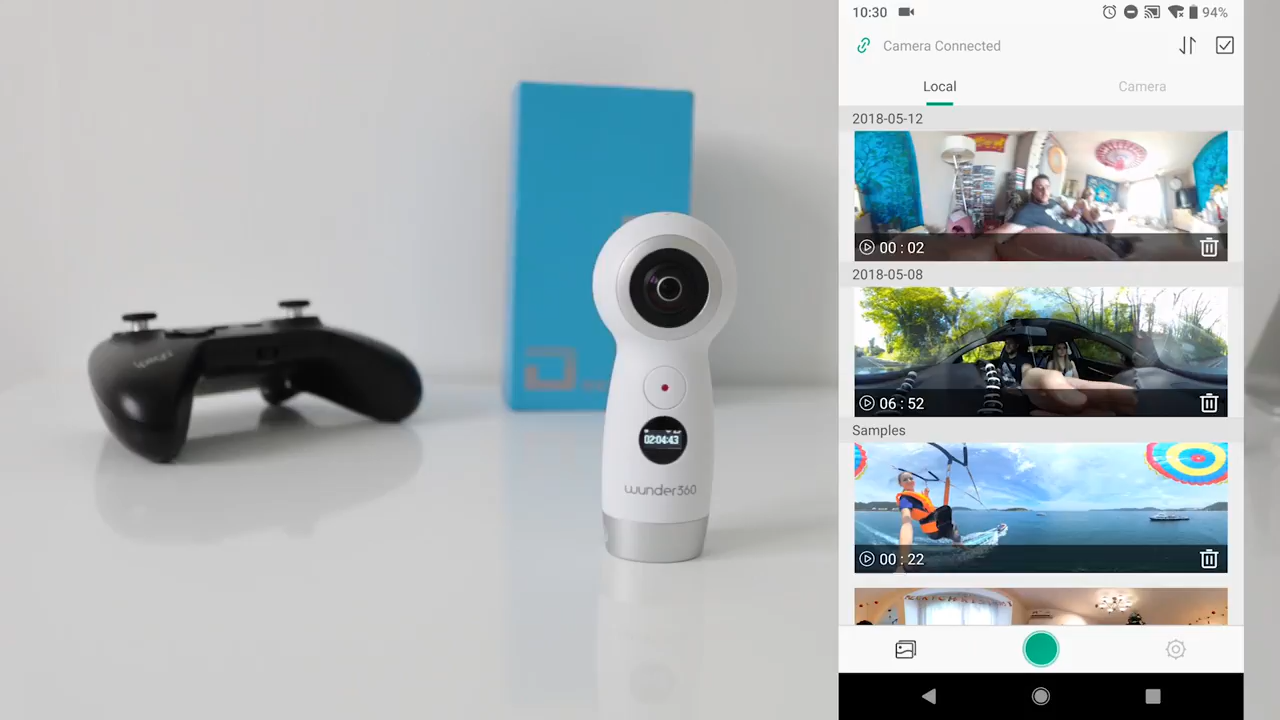 02:04:43
wunder360
10:30
94%
Camera Connected
Local
Camera
2018-05-12
00 : 02
2018-05-08
06 : 52
Samples
00 : 22